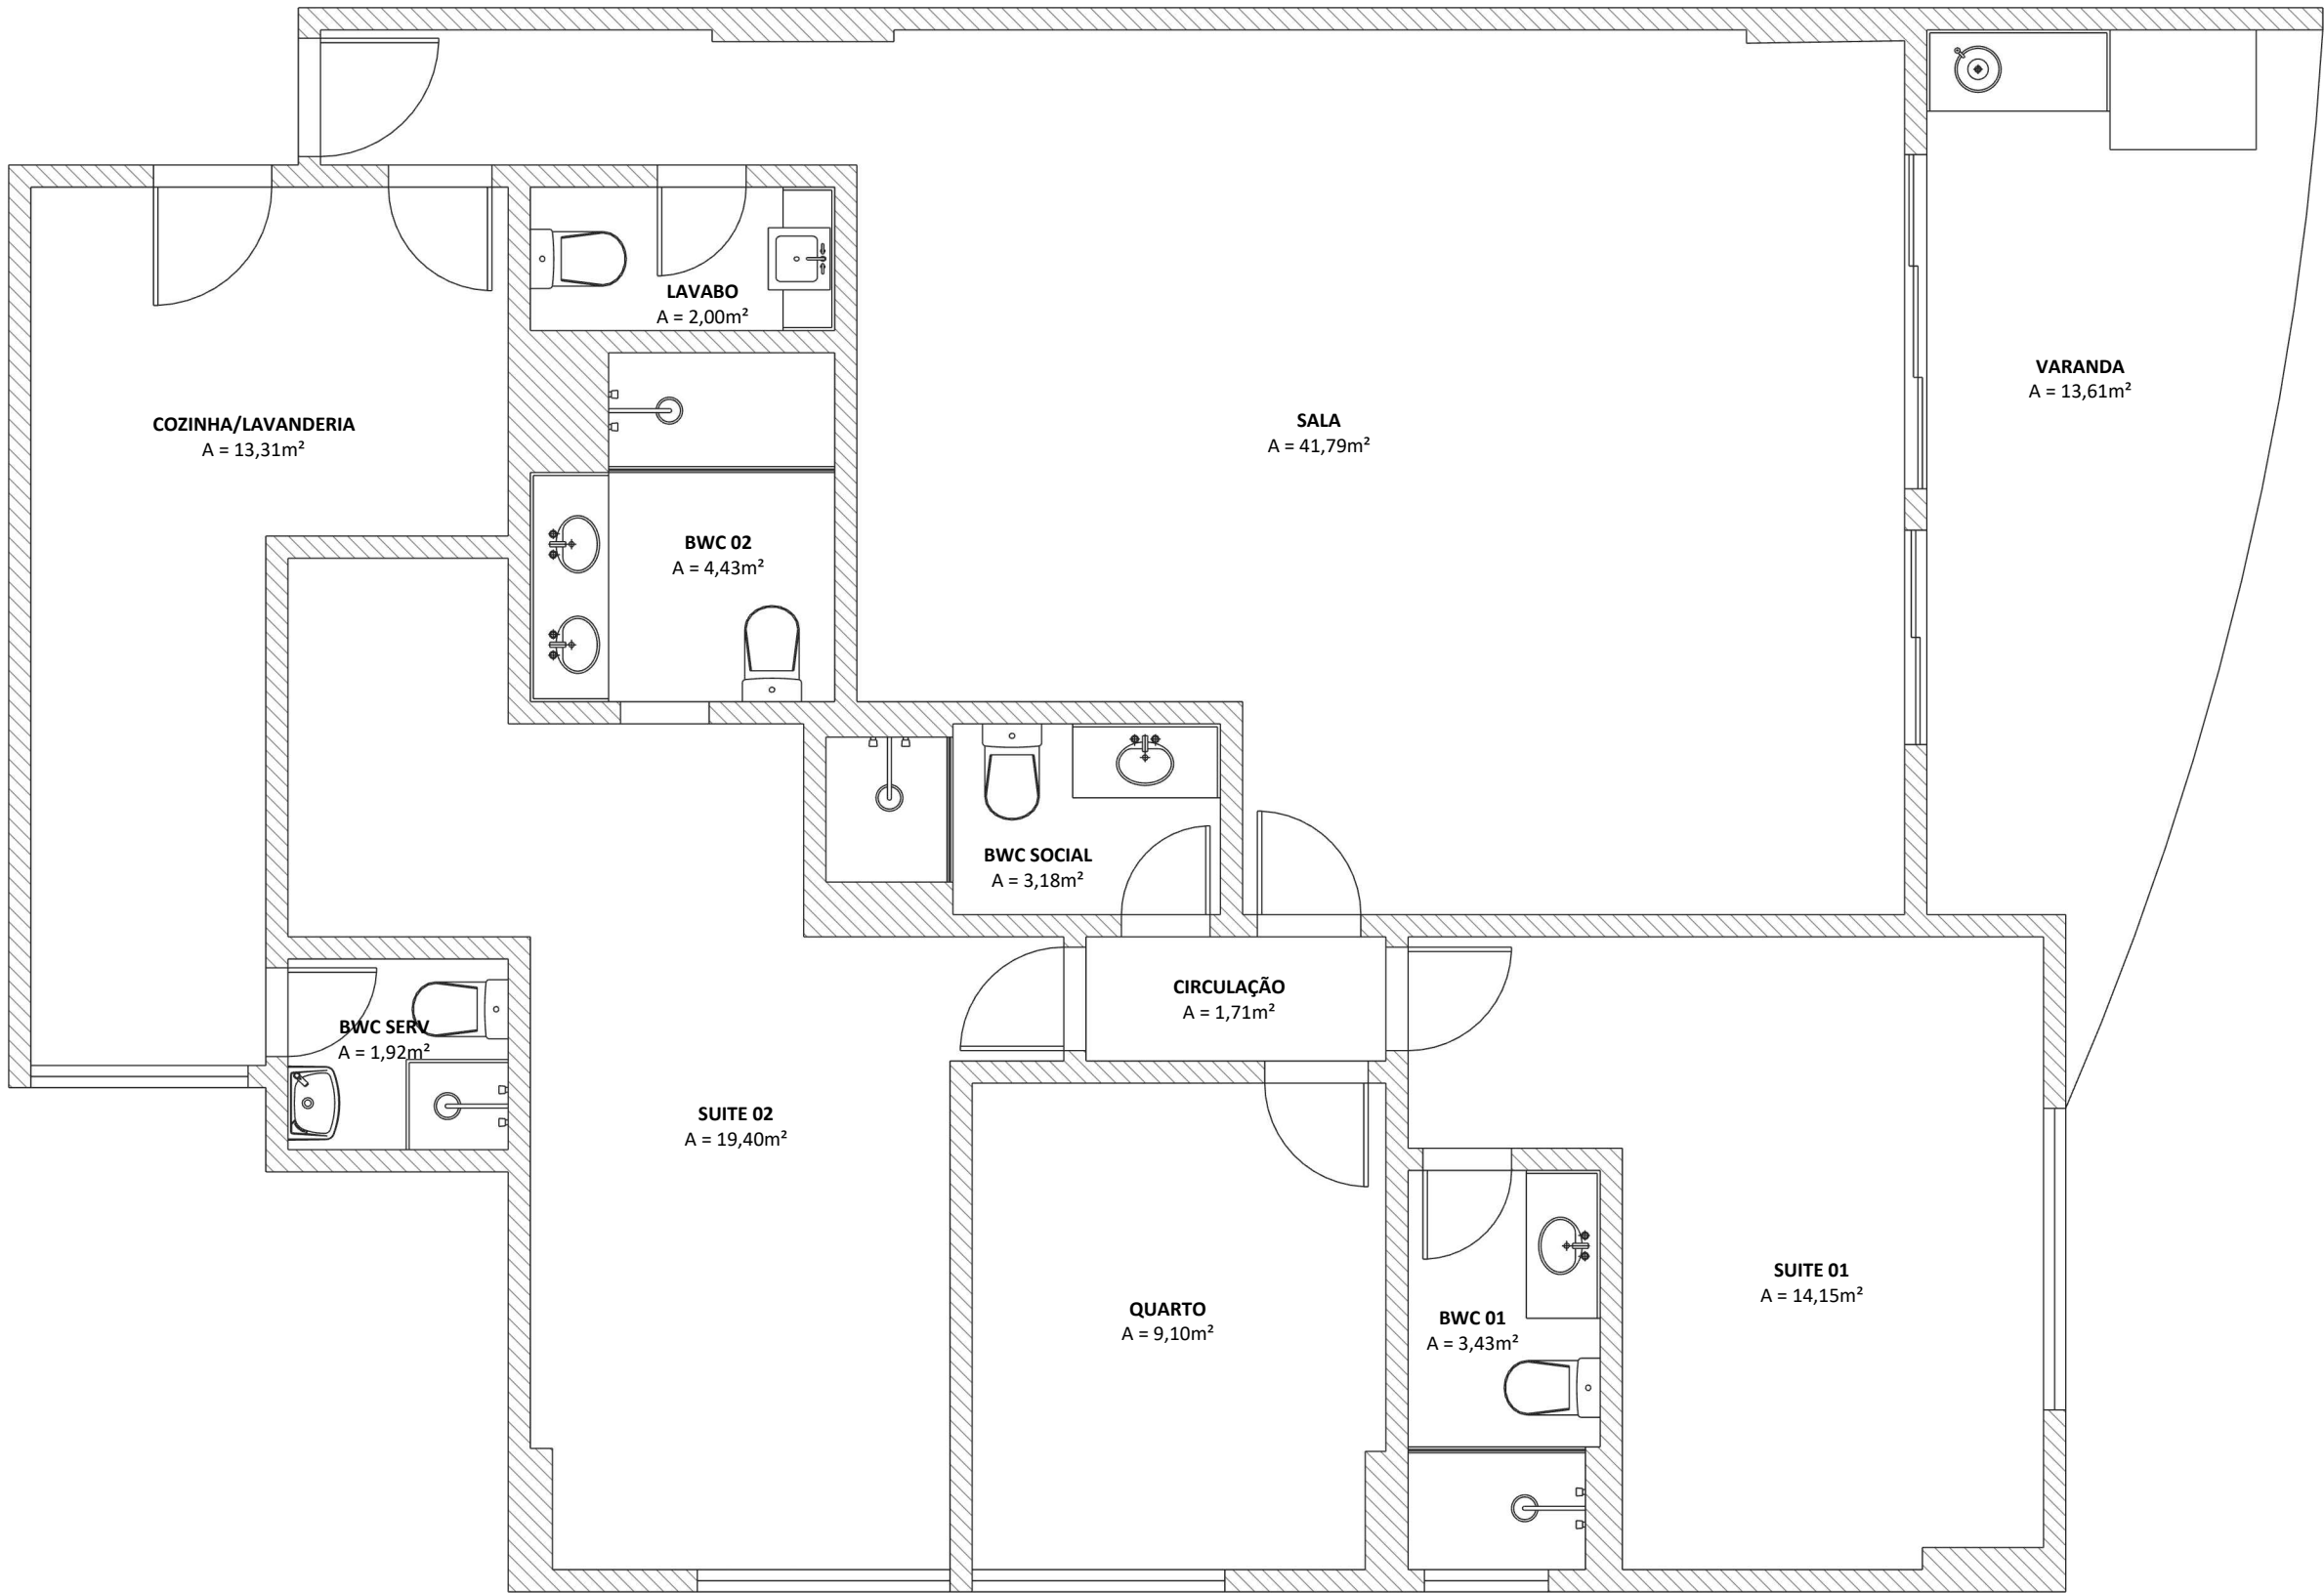 LAVABO
A = 2,00m²
VARANDA
A = 13,61m²
COZINHA/LAVANDERIA
A = 13,31m²
SALA
A = 41,79m²
BWC 02
A = 4,43m²
BWC SOCIAL
A = 3,18m²
CIRCULAÇÃO
A = 1,71m²
BWC SERV
A = 1,92m²
SUITE 02
A = 19,40m²
SUITE 01
A = 14,15m²
QUARTO
A = 9,10m²
BWC 01
A = 3,43m²